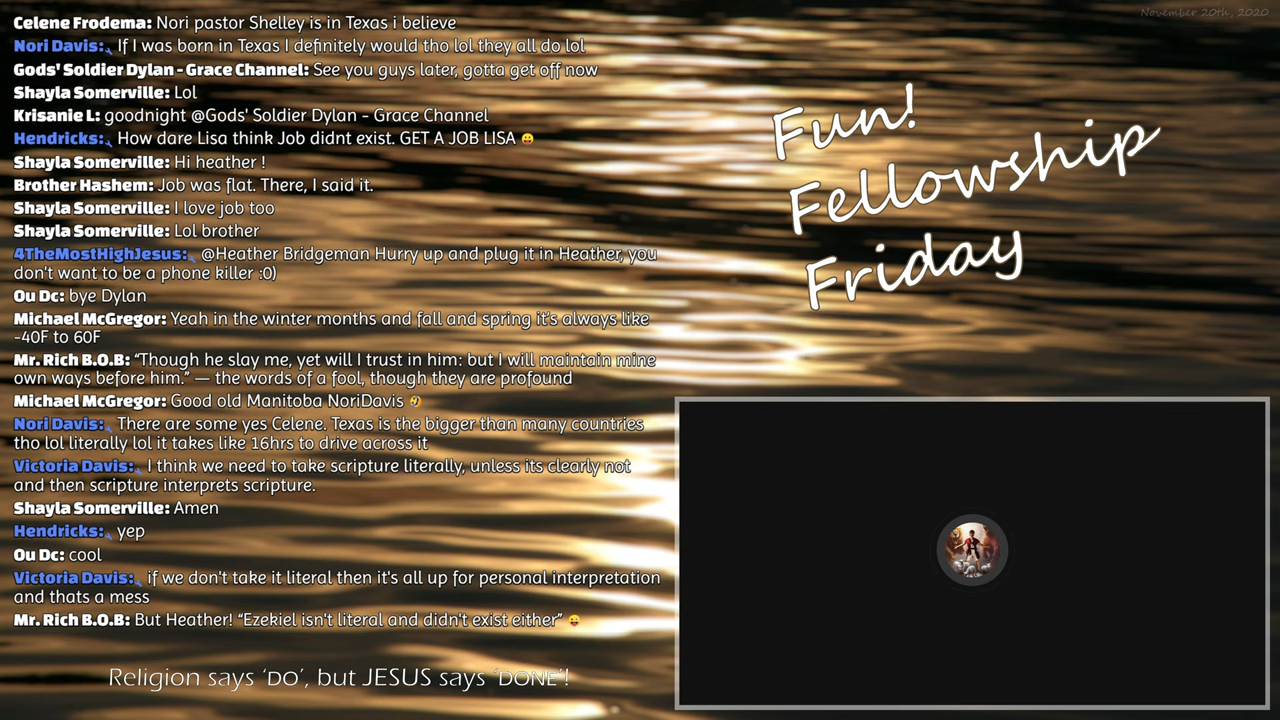 Celene Frodema: Nori pastor Shelley is in Texas i believe
Nori Davis: If I was born in Texas I definitely would tho lol they all do lol
Gods' Soldier Dylan - Grace Channel: See you guys later, gotta get off now
Shayla Somerville: Lol
Krisanie L: goodnight @Gods' Soldier Dylan - Grace Channel
Hendricks: How dare Lisa think Job didnt exist. GET A JOB LISA 😛
Shayla Somerville: Hi heather !
Brother Hashem: Job was flat. There, I said it.
Shayla Somerville: I love job too
Shayla Somerville: Lol brother
4TheMostHighJesus: @Heather Bridgeman Hurry up and plug it in Heather, you
don't want to be a phone killer :0)
Ou Dc: bye Dylan
Michael McGregor: Yeah in the winter months and fall and spring it's always like
-40F to 60F
Mr. Rich B.O.B: “Though he slay me, yet will I trust in him: but I will maintain mine
own ways before him.” — the words of a fool, though they are profound
Michael McGregor: Good old Manitoba NoriDavis 🤣
Nori Davis: There are some yes Celene. Texas is the bigger than many countries
tho lol literally lol it takes like 16hrs to drive across it
Victoria Davis: I think we need to take scripture literally, unless its clearly not
and then scripture interprets scripture.
Shayla Somerville: Amen
Hendricks: yep
Ou Dc: cool
Victoria Davis: if we don't take it literal then it's all up for personal interpretation
and thats a mess
Mr. Rich B.O.B: But Heather! “Ezekiel isn't literal and didn't exist either” 😜
Religion says ‘DO’, but JESUS says ‘DONE’!
November 20th, 2020
Fun!
Fellowship
Friday